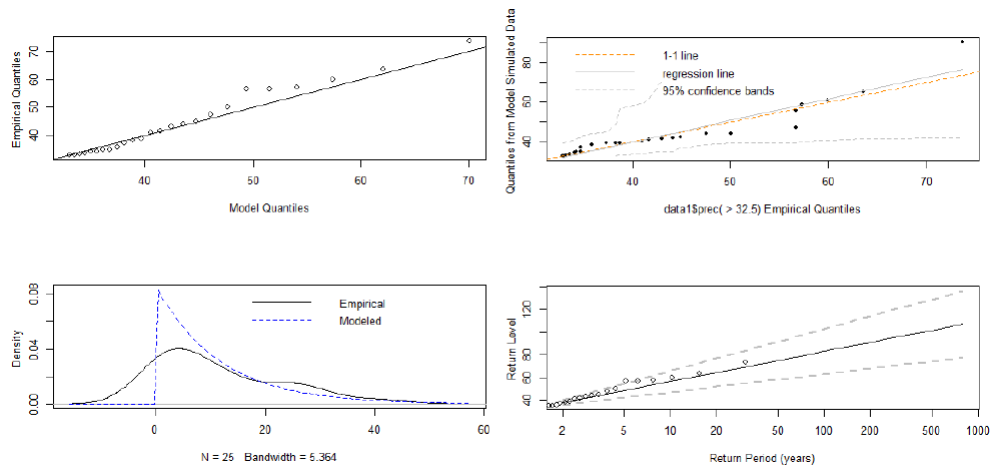 Empirical Quantiles
40 50 60 70
40 50 60 70
Model Quantiles
Quantiles from Model Simulated Data
40 60 80
1-1 line
regression line
95% confidence bands
40 50 60 70
data1$prec( > 32.5) Empirical Quantiles
Density
0.00 0.04 0.08
Empirical
Modeled
0 20 40 60
N = 25 Bandwidth = 5.364
Return Level
40 60 80 120
2 5 10 20 50 100 200 500 1000
Return Period (years)